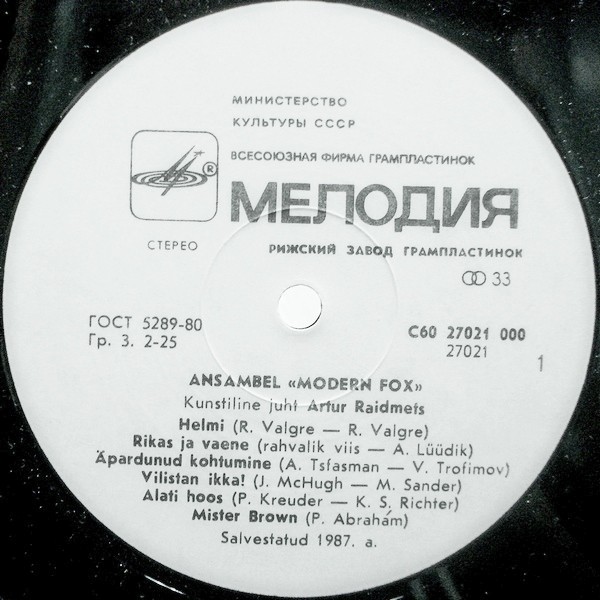 МИНИСТЕРСТВО
КУЛЬТУРЫ СССР
ВСЕСОЮЗНАЯ ФИРМА ГРАМПЛАСТИНОК
®
МЕЛОДИЯ
СТЕРЕО
РИЖСКИЙ ЗАВОД ГРАМПЛАСТИНОК
33
ГОСТ 5289-80
С60 27021 000
Гр. 3. 2-25
27021
1
ANSAMBEL «MODERN FOX»
Kunstiline juht Artur Raidmets
Helmi (R. Valgre — R. Valgre)
Rikas ja vaene (rahvalik viis — A. Lüüdik)
Äpardunud kohtumine (A. Tsfasman — V. Trofimov)
Vilistan ikka! (J. McHugh — M. Sander)
Alati hoos (P. Kreuder — K. S. Richter)
Mister Brown (P. Abrahám)
Salvestatud 1987. a.